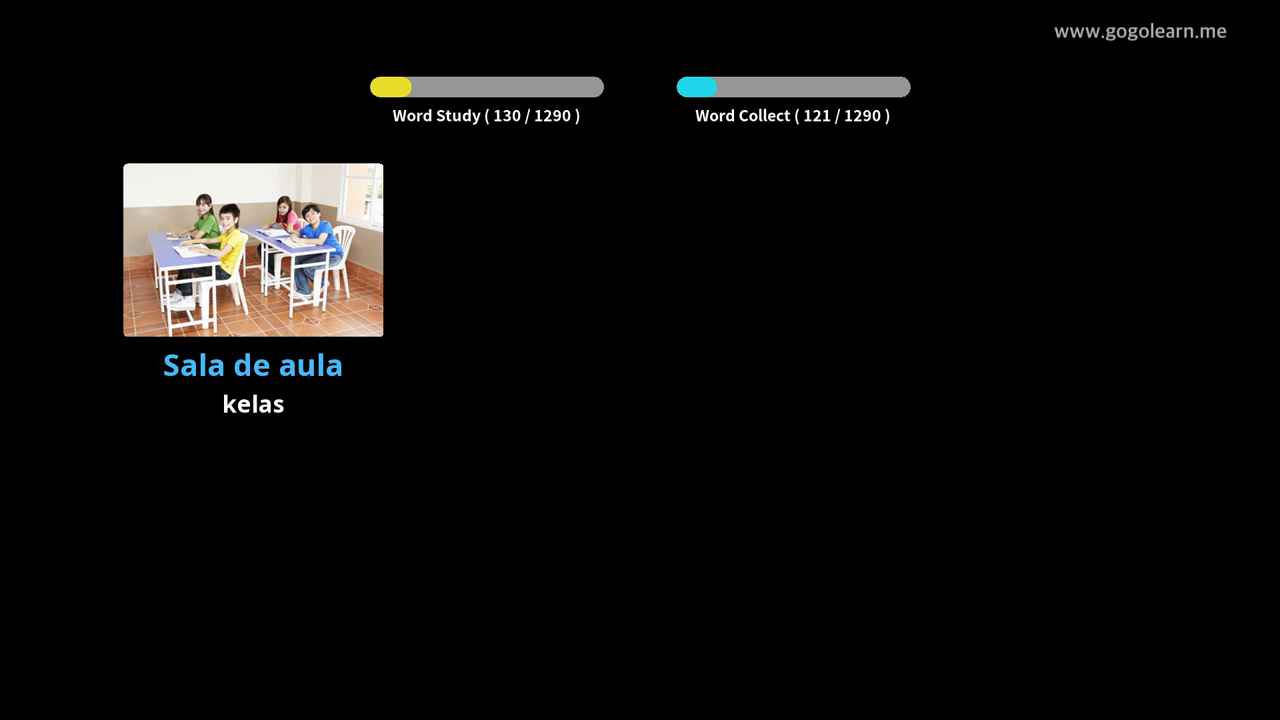 www.gogolearn.me
Word Study ( 130 / 1290 )
Word Collect ( 121 / 1290 )
Sala de aula
kelas